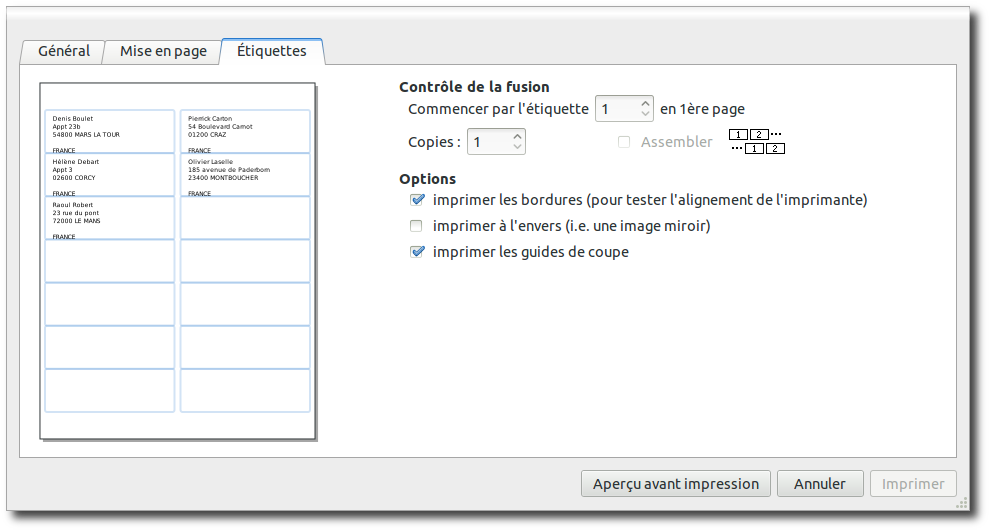 Général
Mise en page
Étiquettes
Denis Boulet
Appt 23b
54800 MARS LA TOUR
FRANCE
Pierrick Carton
54 Boulevard Carnot
01200 CRAZ
FRANCE
Hélène Debart
Appt 3
02600 CORCY
FRANCE
Olivier Laselle
185 avenue de Paderborn
23400 MONTBOUCHER
FRANCE
Raoul Robert
23 rue du pont
72000 LE MANS
FRANCE
Contrôle de la fusion
Commencer par l'étiquette 1 en 1ère page
Copies : 1 Assembler 1 2 ...
... 1 2
Options
imprimer les bordures (pour tester l'alignement de l'imprimante)
imprimer à l'envers (i.e. une image miroir)
imprimer les guides de coupe
Aperçu avant impression
Annuler
Imprimer